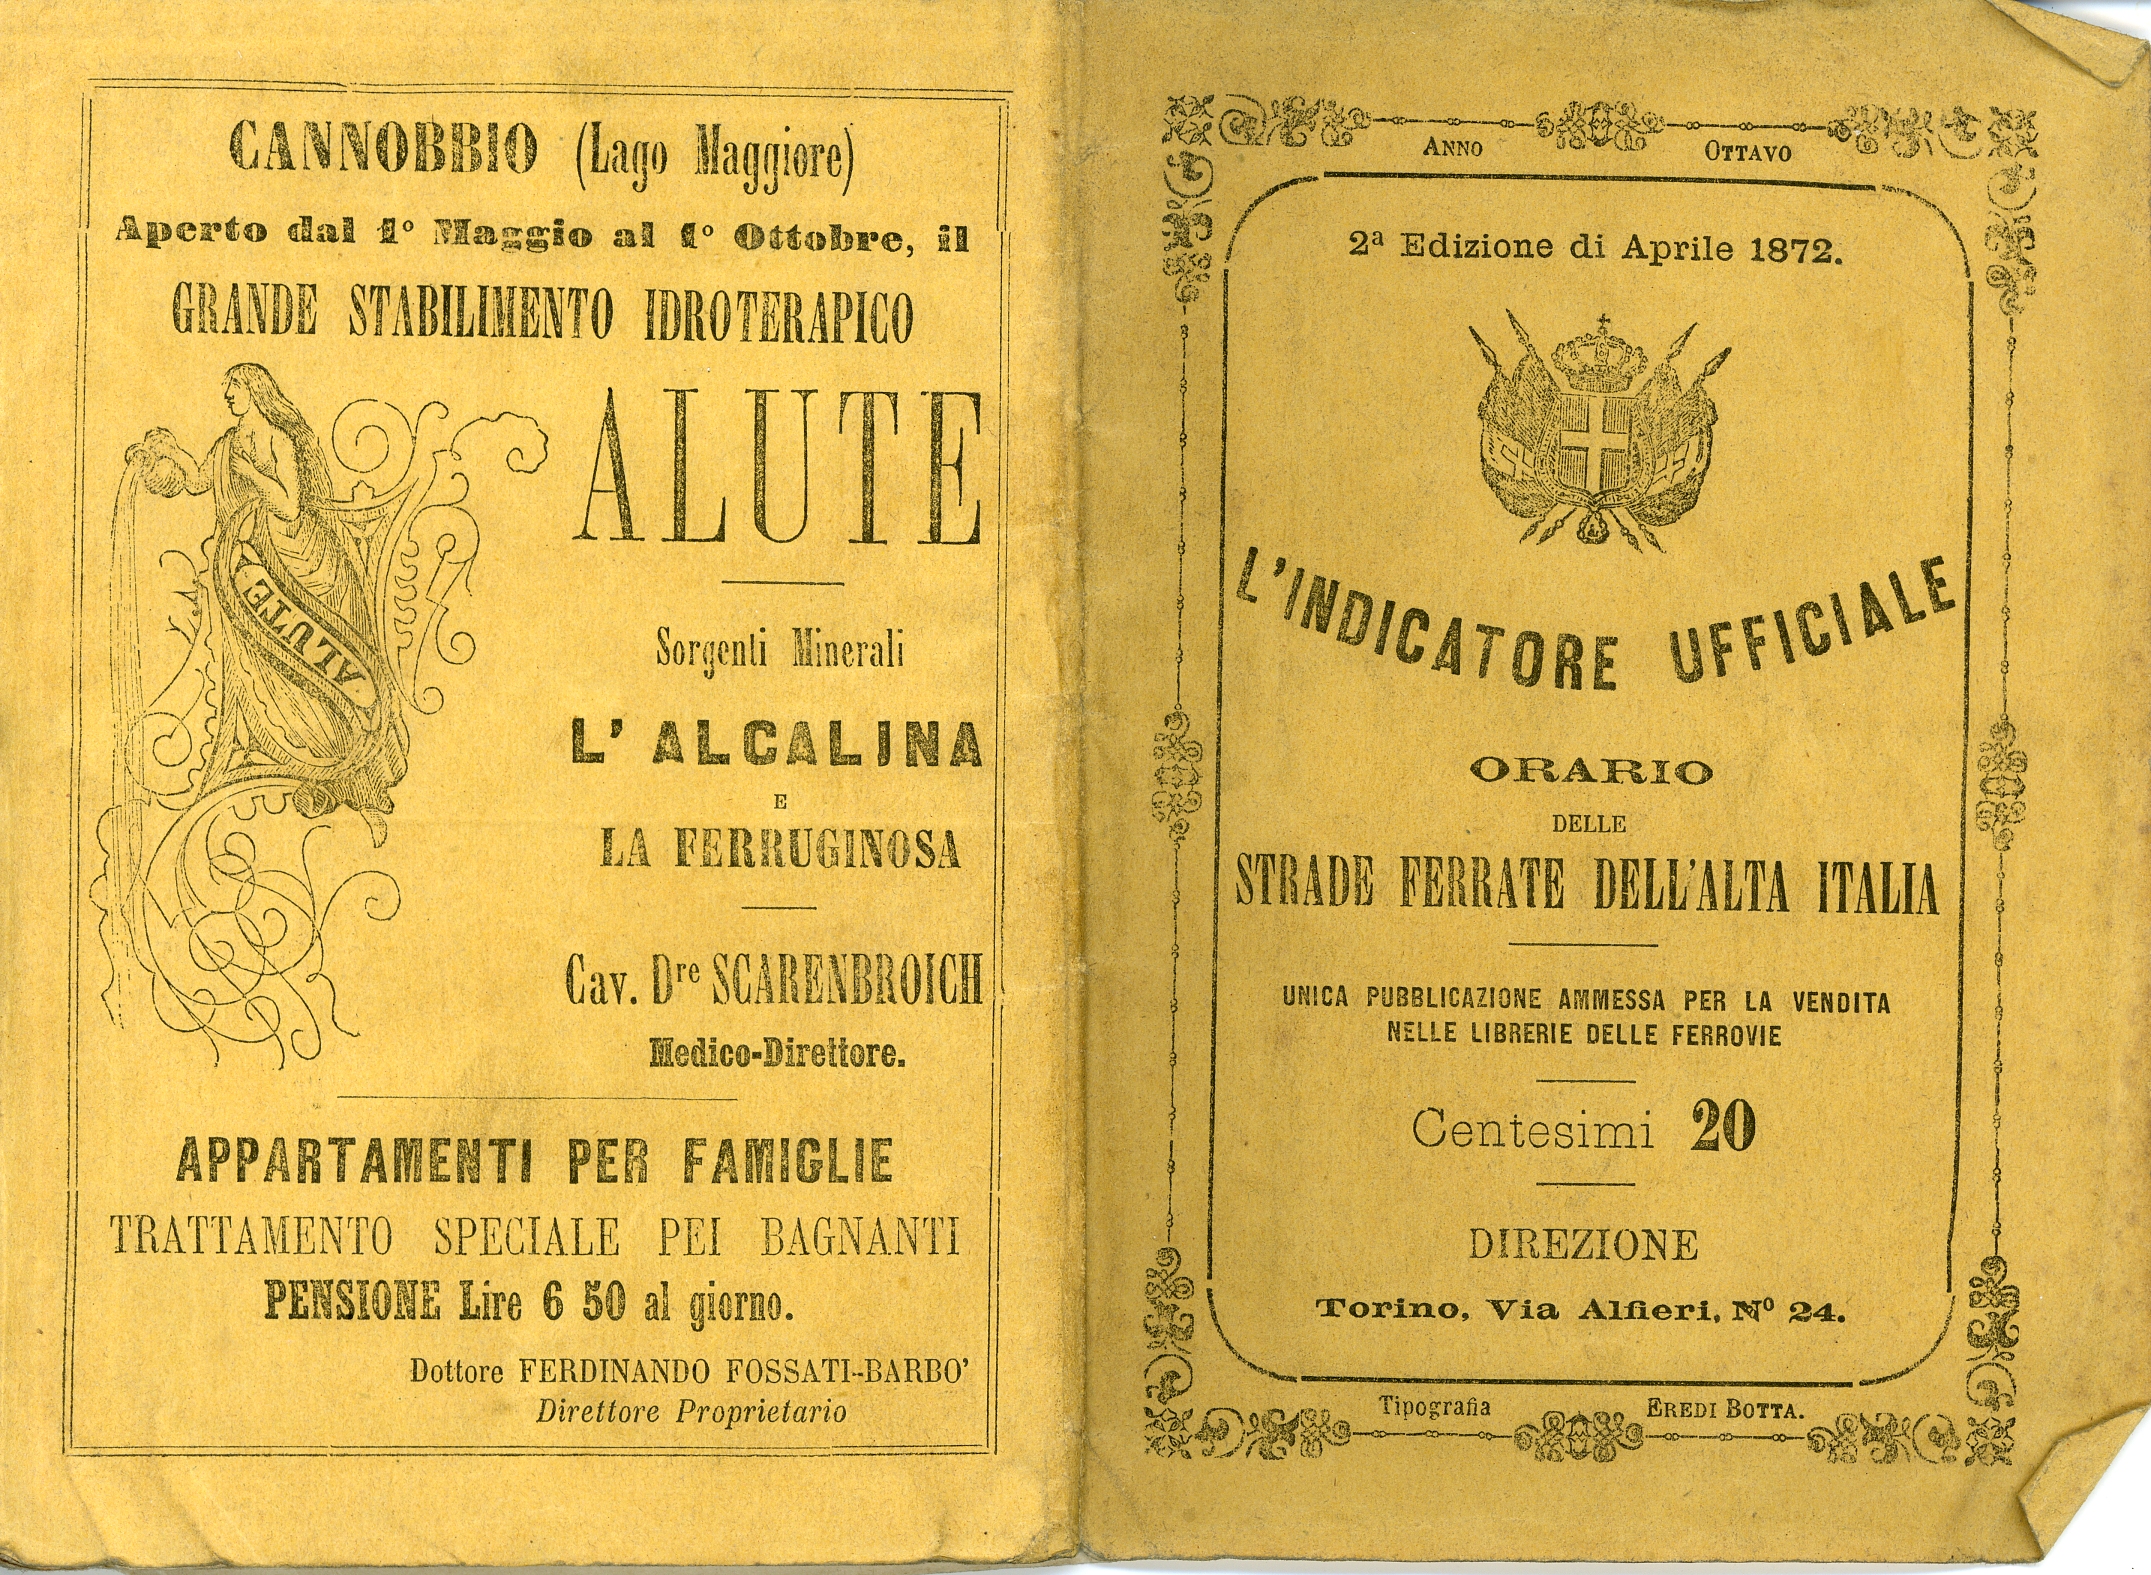 CANNOBBIO (Lago Maggiore)
Aperto dal 1º Maggio al 1º Ottobre, il
GRANDE STABILIMENTO IDROTERAPICO
ALUTE
ALUTE
Sorgenti Minerali
L'ALCALINA
E
LA FERRUGINOSA
Cav. Dre SCARENBROICH
Medico-Direttore.
APPARTAMENTI PER FAMIGLIE
TRATTAMENTO SPECIALE PEI BAGNANTI
PENSIONE Lire 6 50 al giorno.
Dottore FERDINANDO FOSSATI-BARBO'
Direttore Proprietario
ANNO OTTAVO
2ª Edizione di Aprile 1872.
L'INDICATORE UFFICIALE
ORARIO
DELLE
STRADE FERRATE DELL'ALTA ITALIA
UNICA PUBBLICAZIONE AMMESSA PER LA VENDITA
NELLE LIBRERIE DELLE FERROVIE
Centesimi 20
DIREZIONE
Torino, Via Alfieri, Nº 24.
Tipografia EREDI BOTTA.